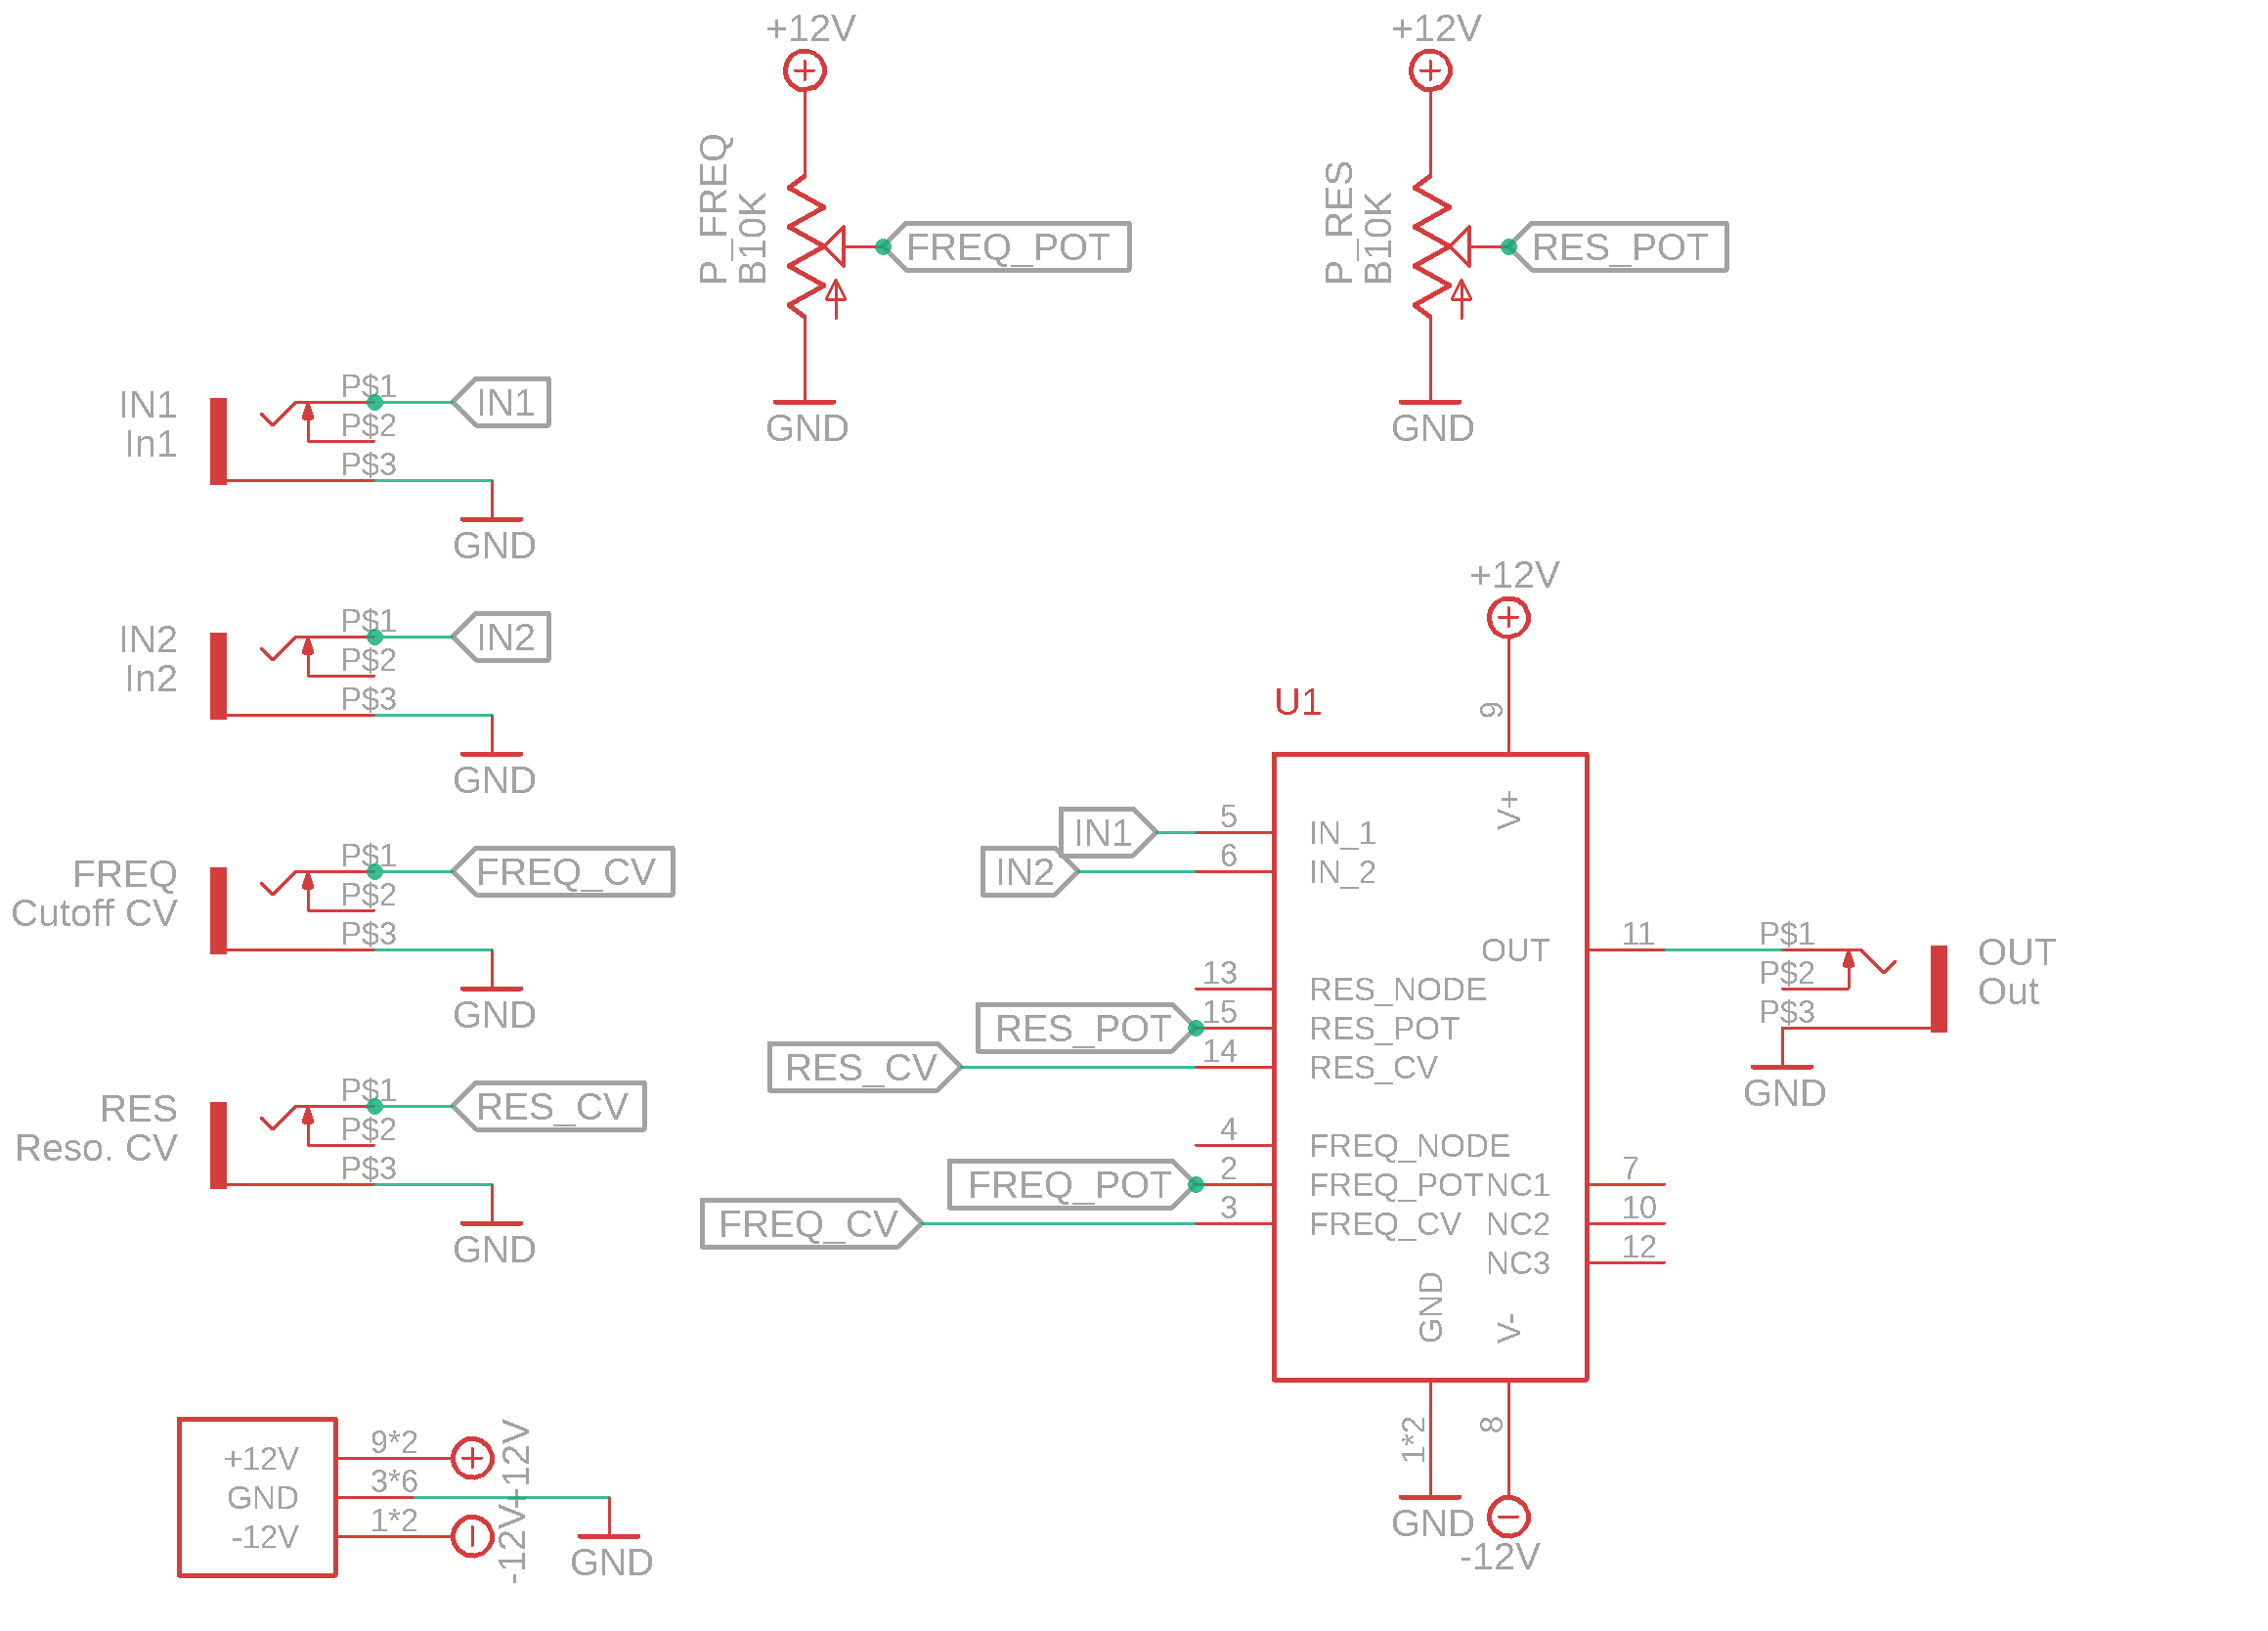 +12V
P_FREQ
B10K
FREQ_POT
GND
+12V
P_RES
B10K
RES_POT
GND
IN1
In1
P$1
P$2
P$3
IN1
GND
IN2
In2
P$1
P$2
P$3
IN2
GND
FREQ
Cutoff CV
P$1
P$2
P$3
FREQ_CV
GND
RES
Reso. CV
P$1
P$2
P$3
RES_CV
GND
+12V
GND
-12V
9*2
3*6
1*2
+12V
-12V
GND
+12V
U1
9
V+
IN1
5
IN_1
IN2
6
IN_2
13
RES_NODE
RES_POT
15
RES_POT
RES_CV
14
RES_CV
4
FREQ_NODE
FREQ_POT
2
FREQ_POT
FREQ_CV
3
FREQ_CV
OUT
11
NC1
7
NC2
10
NC3
12
GND
V-
1*2
8
GND
-12V
P$1
P$2
P$3
OUT
Out
GND